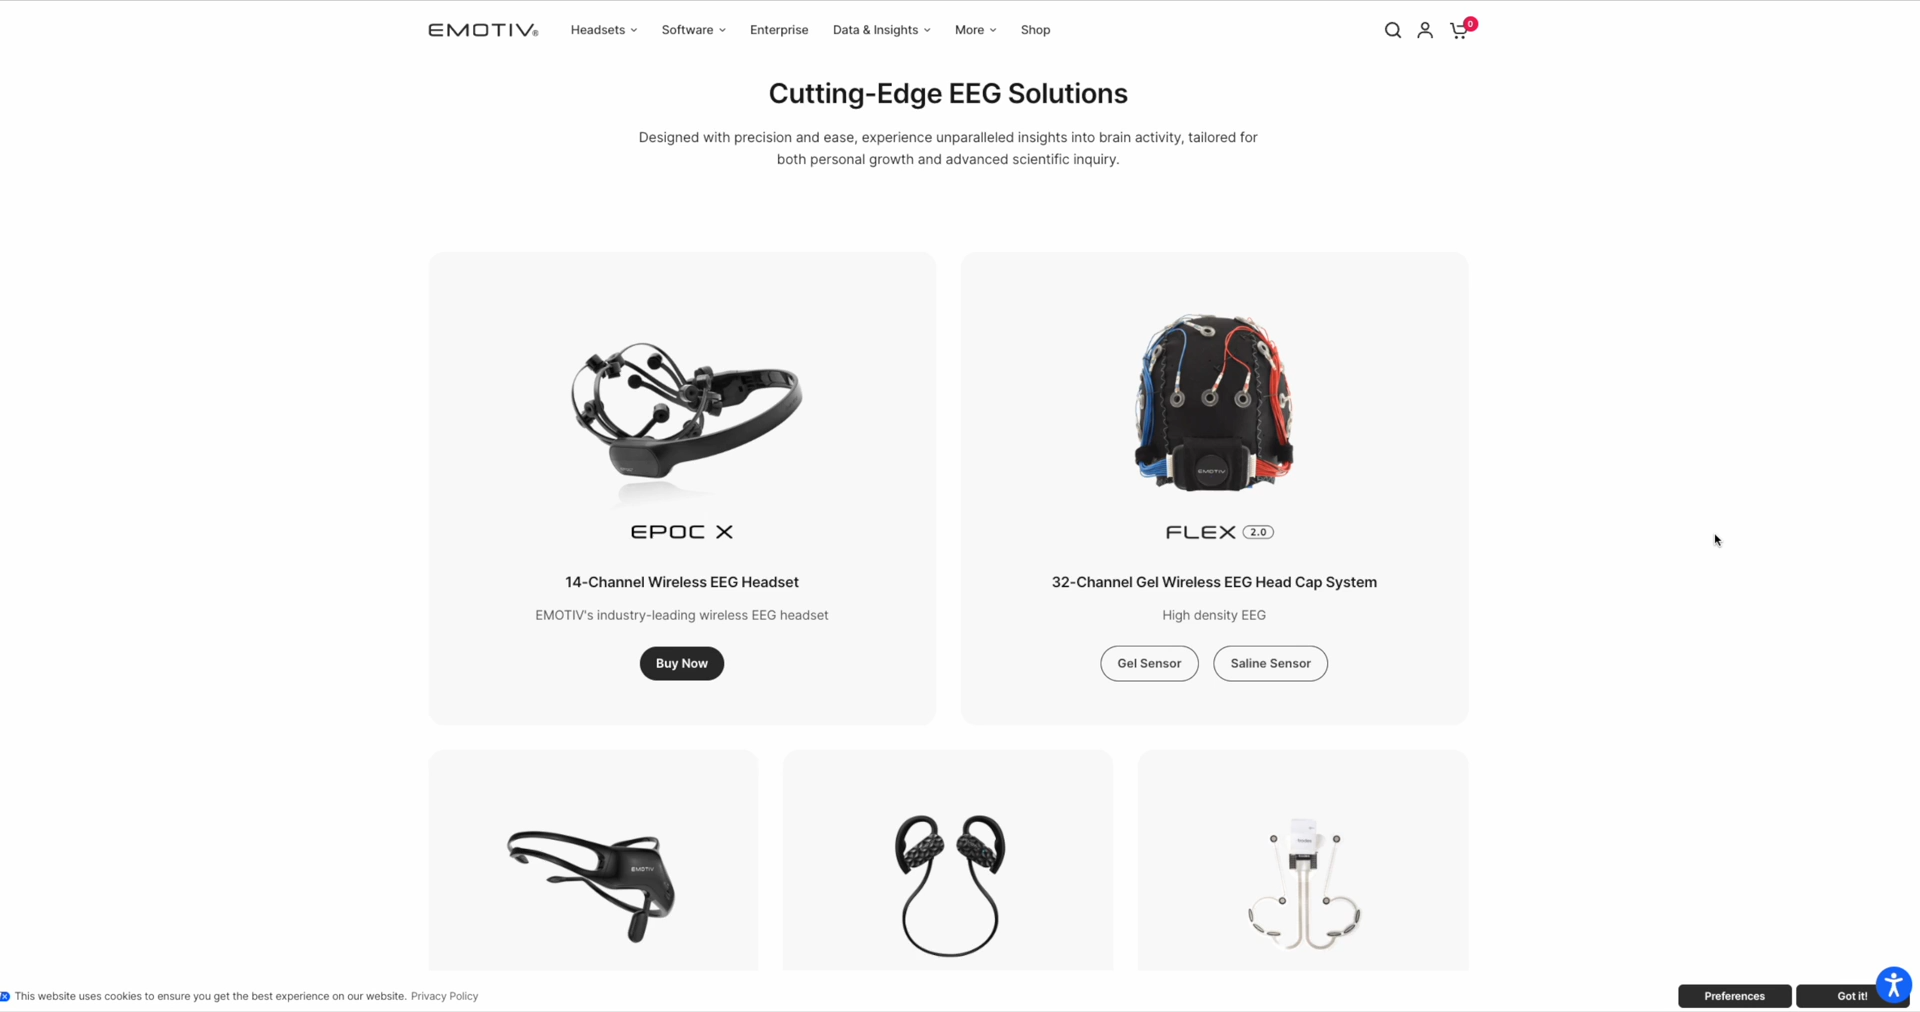 EMOTIV®
Headsets
Software
Enterprise
Data & Insights
More
Shop
0
Cutting-Edge EEG Solutions
Designed with precision and ease, experience unparalleled insights into brain activity, tailored for
both personal growth and advanced scientific inquiry.
EMOTIV
EPOC X
14-Channel Wireless EEG Headset
EMOTIV's industry-leading wireless EEG headset
Buy Now
FLEX 2.0
32-Channel Gel Wireless EEG Head Cap System
High density EEG
Gel Sensor
Saline Sensor
EMOTIV
This website uses cookies to ensure you get the best experience on our website. Privacy Policy
Preferences
Got it!